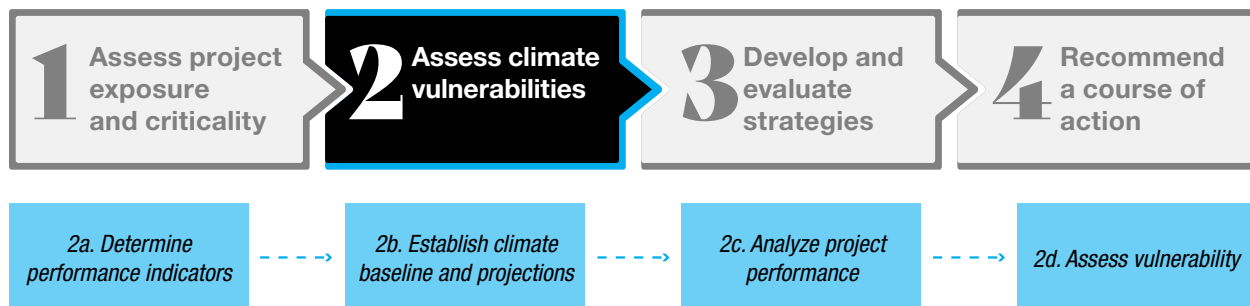 1 Assess project
exposure
and criticality
2 Assess climate
vulnerabilities
3 Develop and
evaluate
strategies
4 Recommend
a course of
action
2a. Determine
performance indicators
2b. Establish climate
baseline and projections
2c. Analyze project
performance
2d. Assess vulnerability